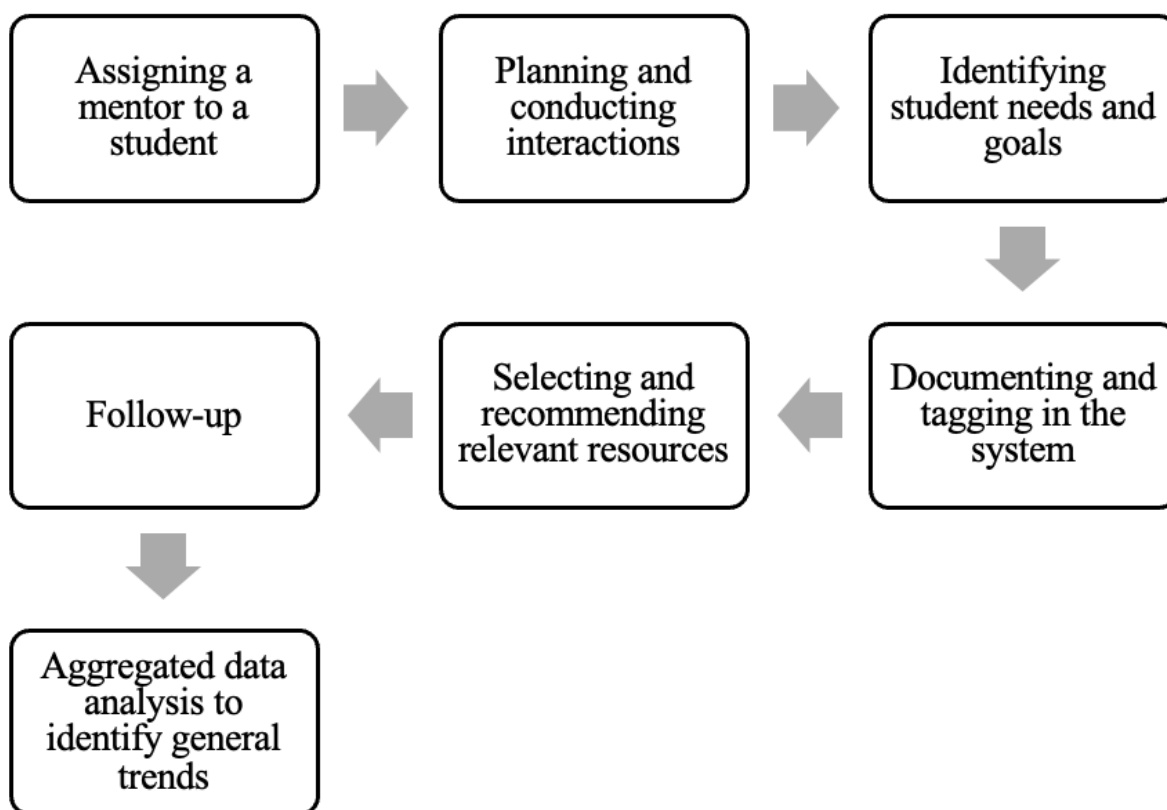 Assigning a
mentor to a
student
Planning and
conducting
interactions
Identifying
student needs and
goals
Documenting and
tagging in the
system
Selecting and
recommending
relevant resources
Follow-up
Aggregated data
analysis to
identify general
trends